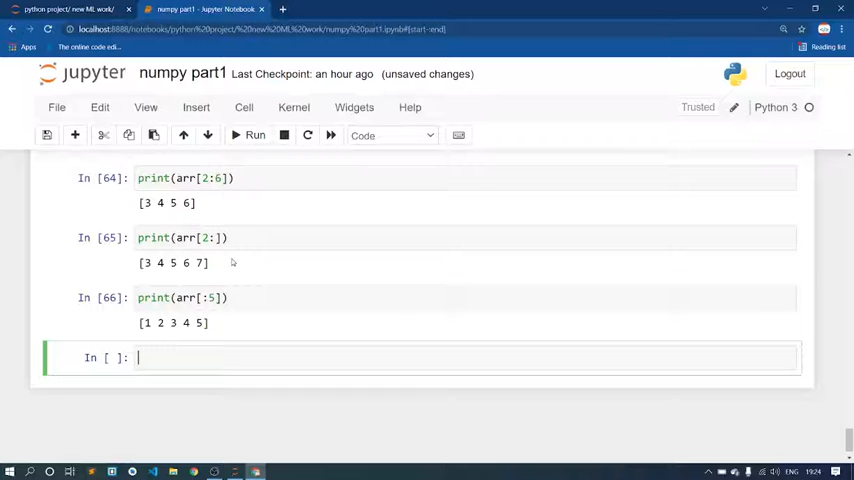 python project/ new ML work/
numpy part1 - Jupyter Notebook
localhost:8888/notebooks/python%20project/%20new%20ML%20work/numpy%20part1.ipynb#[start-:end]
Apps
The online code edi...
Reading list
jupyter numpy part1 Last Checkpoint: an hour ago (unsaved changes)
Logout
File Edit View Insert Cell Kernel Widgets Help
Trusted
Python 3
Run
Code
In [64]: print(arr[2:6])
[3 4 5 6]
In [65]: print(arr[2:])
[3 4 5 6 7]
In [66]: print(arr[:5])
[1 2 3 4 5]
In [ ]:
ENG 19:24